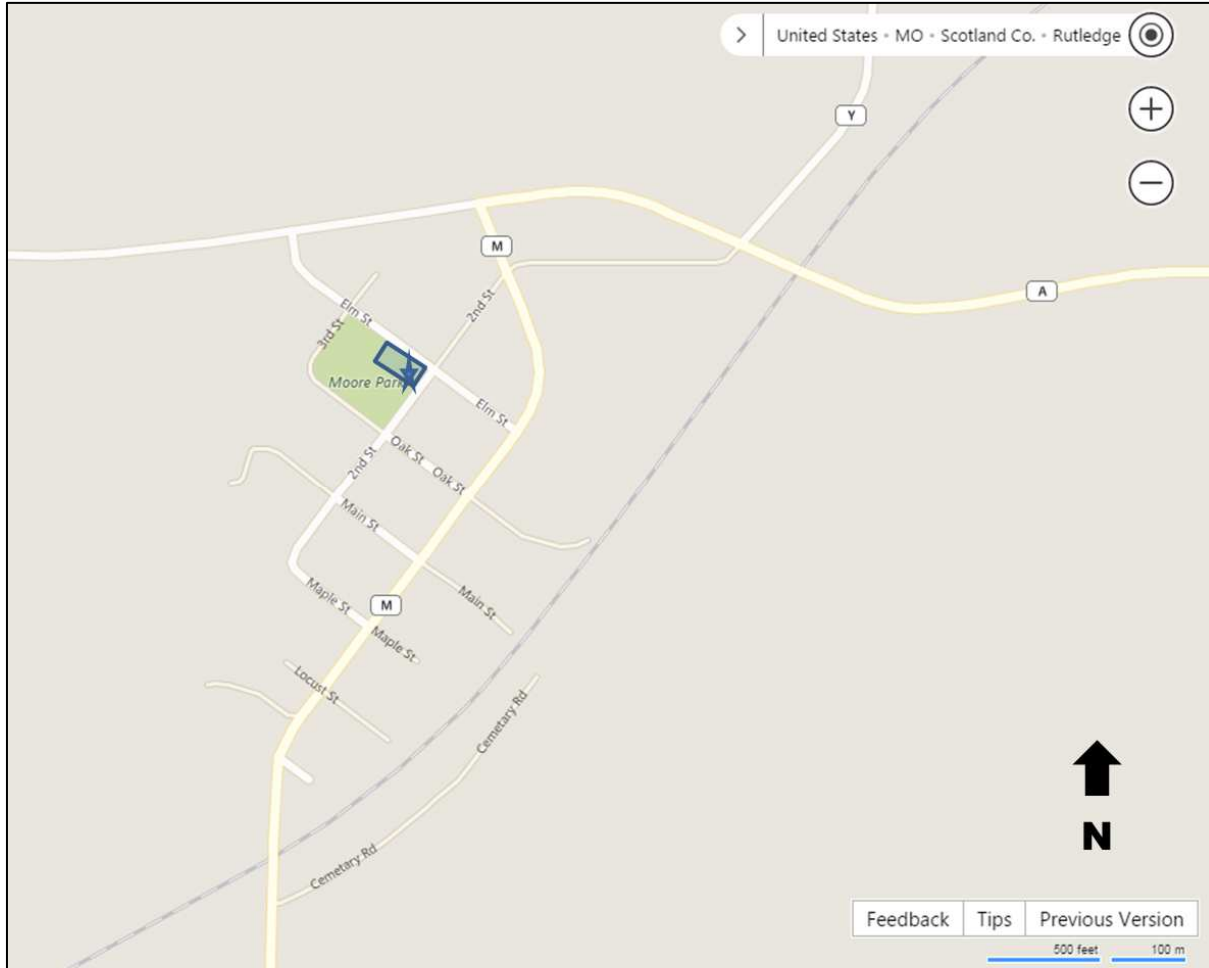 United States • MO • Scotland Co. • Rutledge
Y
M
A
2nd St
Elm St
3rd St
Moore Park
Elm St
Oak St
Oak St
2nd St
Main St
Main St
Maple St
M
Maple St
Locust St
Cemetary Rd
Cemetary Rd
N
Feedback
Tips
Previous Version
500 feet
100 m